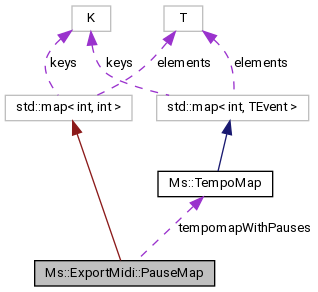 K
T
keys
keys
elements
elements
std::map< int, int >
std::map< int, TEvent >
Ms::TempoMap
tempomapWithPauses
Ms::ExportMidi::PauseMap